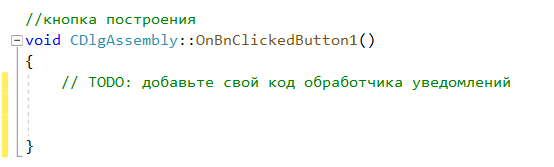 //кнопка построения
void CDlgAssembly::OnBnClickedButton1()
{
// TODO: добавьте свой код обработчика уведомлений
}